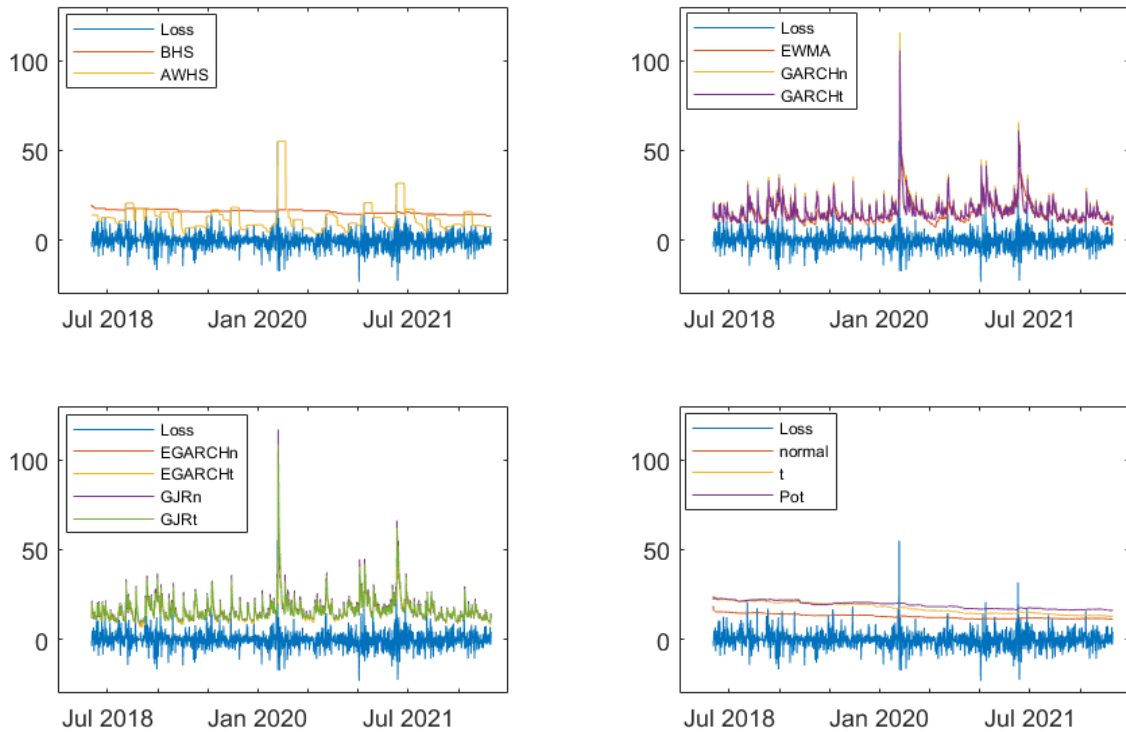 Loss
BHS
AWHS
100
50
0
Jul 2018 Jan 2020 Jul 2021
Loss
EWMA
GARCHn
GARCHt
100
50
0
Jul 2018 Jan 2020 Jul 2021
Loss
EGARCHn
EGARCHt
GJRn
GJRt
100
50
0
Jul 2018 Jan 2020 Jul 2021
Loss
normal
t
Pot
100
50
0
Jul 2018 Jan 2020 Jul 2021